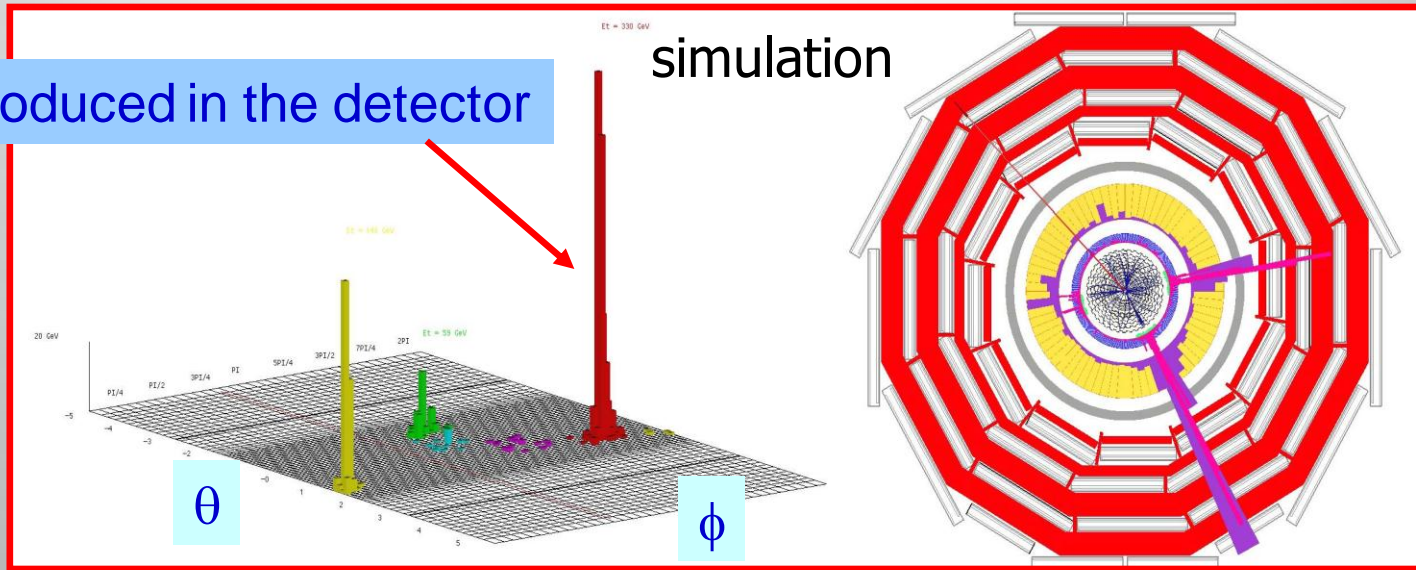 Et = 330 GeV
simulation
oduced in the detector
Et = 59 GeV
20 GeV
PI/4
PI/2
3PI/4
PI
5PI/4
3PI/2
7PI/4
2PI
-5
-4
-3
-2
-0
1
2
3
4
5
θ
ϕ